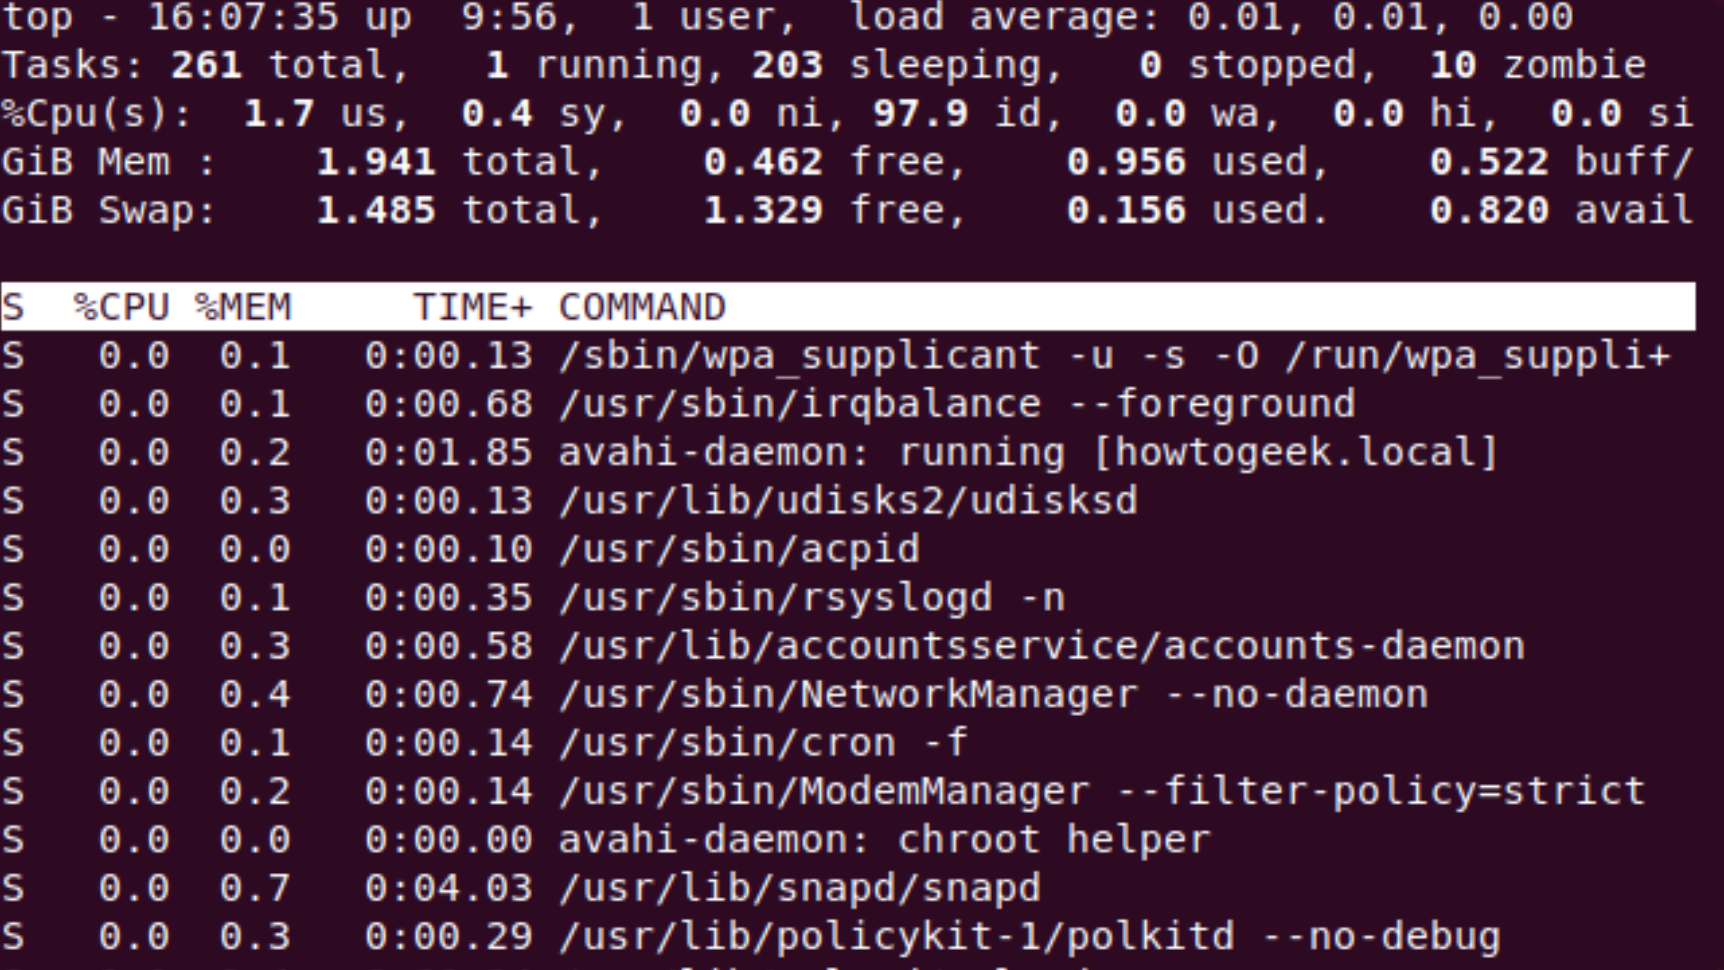 top - 16:07:35 up  9:56,  1 user,  load average: 0.01, 0.01, 0.00
Tasks: 261 total,   1 running, 203 sleeping,   0 stopped,  10 zombie
%Cpu(s):  1.7 us,  0.4 sy,  0.0 ni, 97.9 id,  0.0 wa,  0.0 hi,  0.0 si
GiB Mem :    1.941 total,    0.462 free,    0.956 used,    0.522 buff/
GiB Swap:    1.485 total,    1.329 free,    0.156 used.    0.820 avail
S  %CPU %MEM     TIME+ COMMAND
S   0.0  0.1   0:00.13 /sbin/wpa_supplicant -u -s -O /run/wpa_suppli+
S   0.0  0.1   0:00.68 /usr/sbin/irqbalance --foreground
S   0.0  0.2   0:01.85 avahi-daemon: running [howtogeek.local]
S   0.0  0.3   0:00.13 /usr/lib/udisks2/udisksd
S   0.0  0.0   0:00.10 /usr/sbin/acpid
S   0.0  0.1   0:00.35 /usr/sbin/rsyslogd -n
S   0.0  0.3   0:00.58 /usr/lib/accountsservice/accounts-daemon
S   0.0  0.4   0:00.74 /usr/sbin/NetworkManager --no-daemon
S   0.0  0.1   0:00.14 /usr/sbin/cron -f
S   0.0  0.2   0:00.14 /usr/sbin/ModemManager --filter-policy=strict
S   0.0  0.0   0:00.00 avahi-daemon: chroot helper
S   0.0  0.7   0:04.03 /usr/lib/snapd/snapd
S   0.0  0.3   0:00.29 /usr/lib/policykit-1/polkitd --no-debug